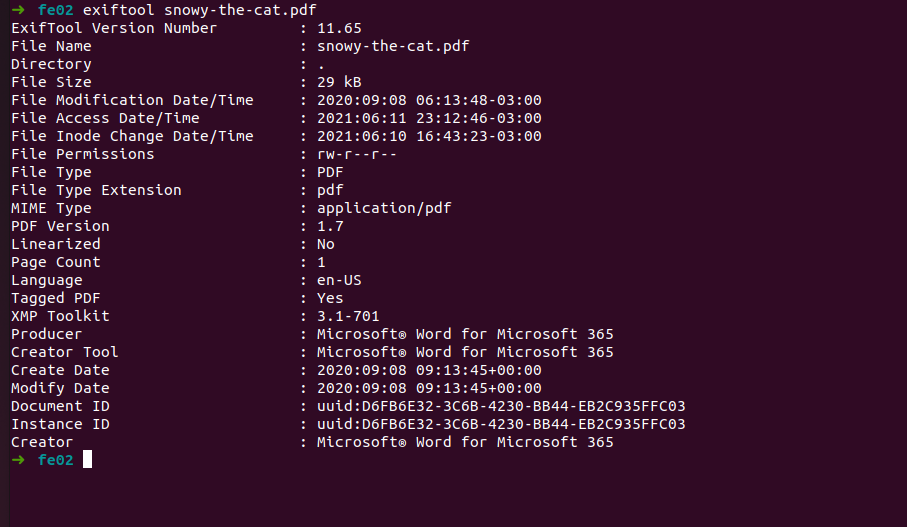 ➜ fe02 exiftool snowy-the-cat.pdf
ExifTool Version Number : 11.65
File Name : snowy-the-cat.pdf
Directory : .
File Size : 29 kB
File Modification Date/Time : 2020:09:08 06:13:48-03:00
File Access Date/Time : 2021:06:11 23:12:46-03:00
File Inode Change Date/Time : 2021:06:10 16:43:23-03:00
File Permissions : rw-r--r--
File Type : PDF
File Type Extension : pdf
MIME Type : application/pdf
PDF Version : 1.7
Linearized : No
Page Count : 1
Language : en-US
Tagged PDF : Yes
XMP Toolkit : 3.1-701
Producer : Microsoft® Word for Microsoft 365
Creator Tool : Microsoft® Word for Microsoft 365
Create Date : 2020:09:08 09:13:45+00:00
Modify Date : 2020:09:08 09:13:45+00:00
Document ID : uuid:D6FB6E32-3C6B-4230-BB44-EB2C935FFC03
Instance ID : uuid:D6FB6E32-3C6B-4230-BB44-EB2C935FFC03
Creator : Microsoft® Word for Microsoft 365
➜ fe02